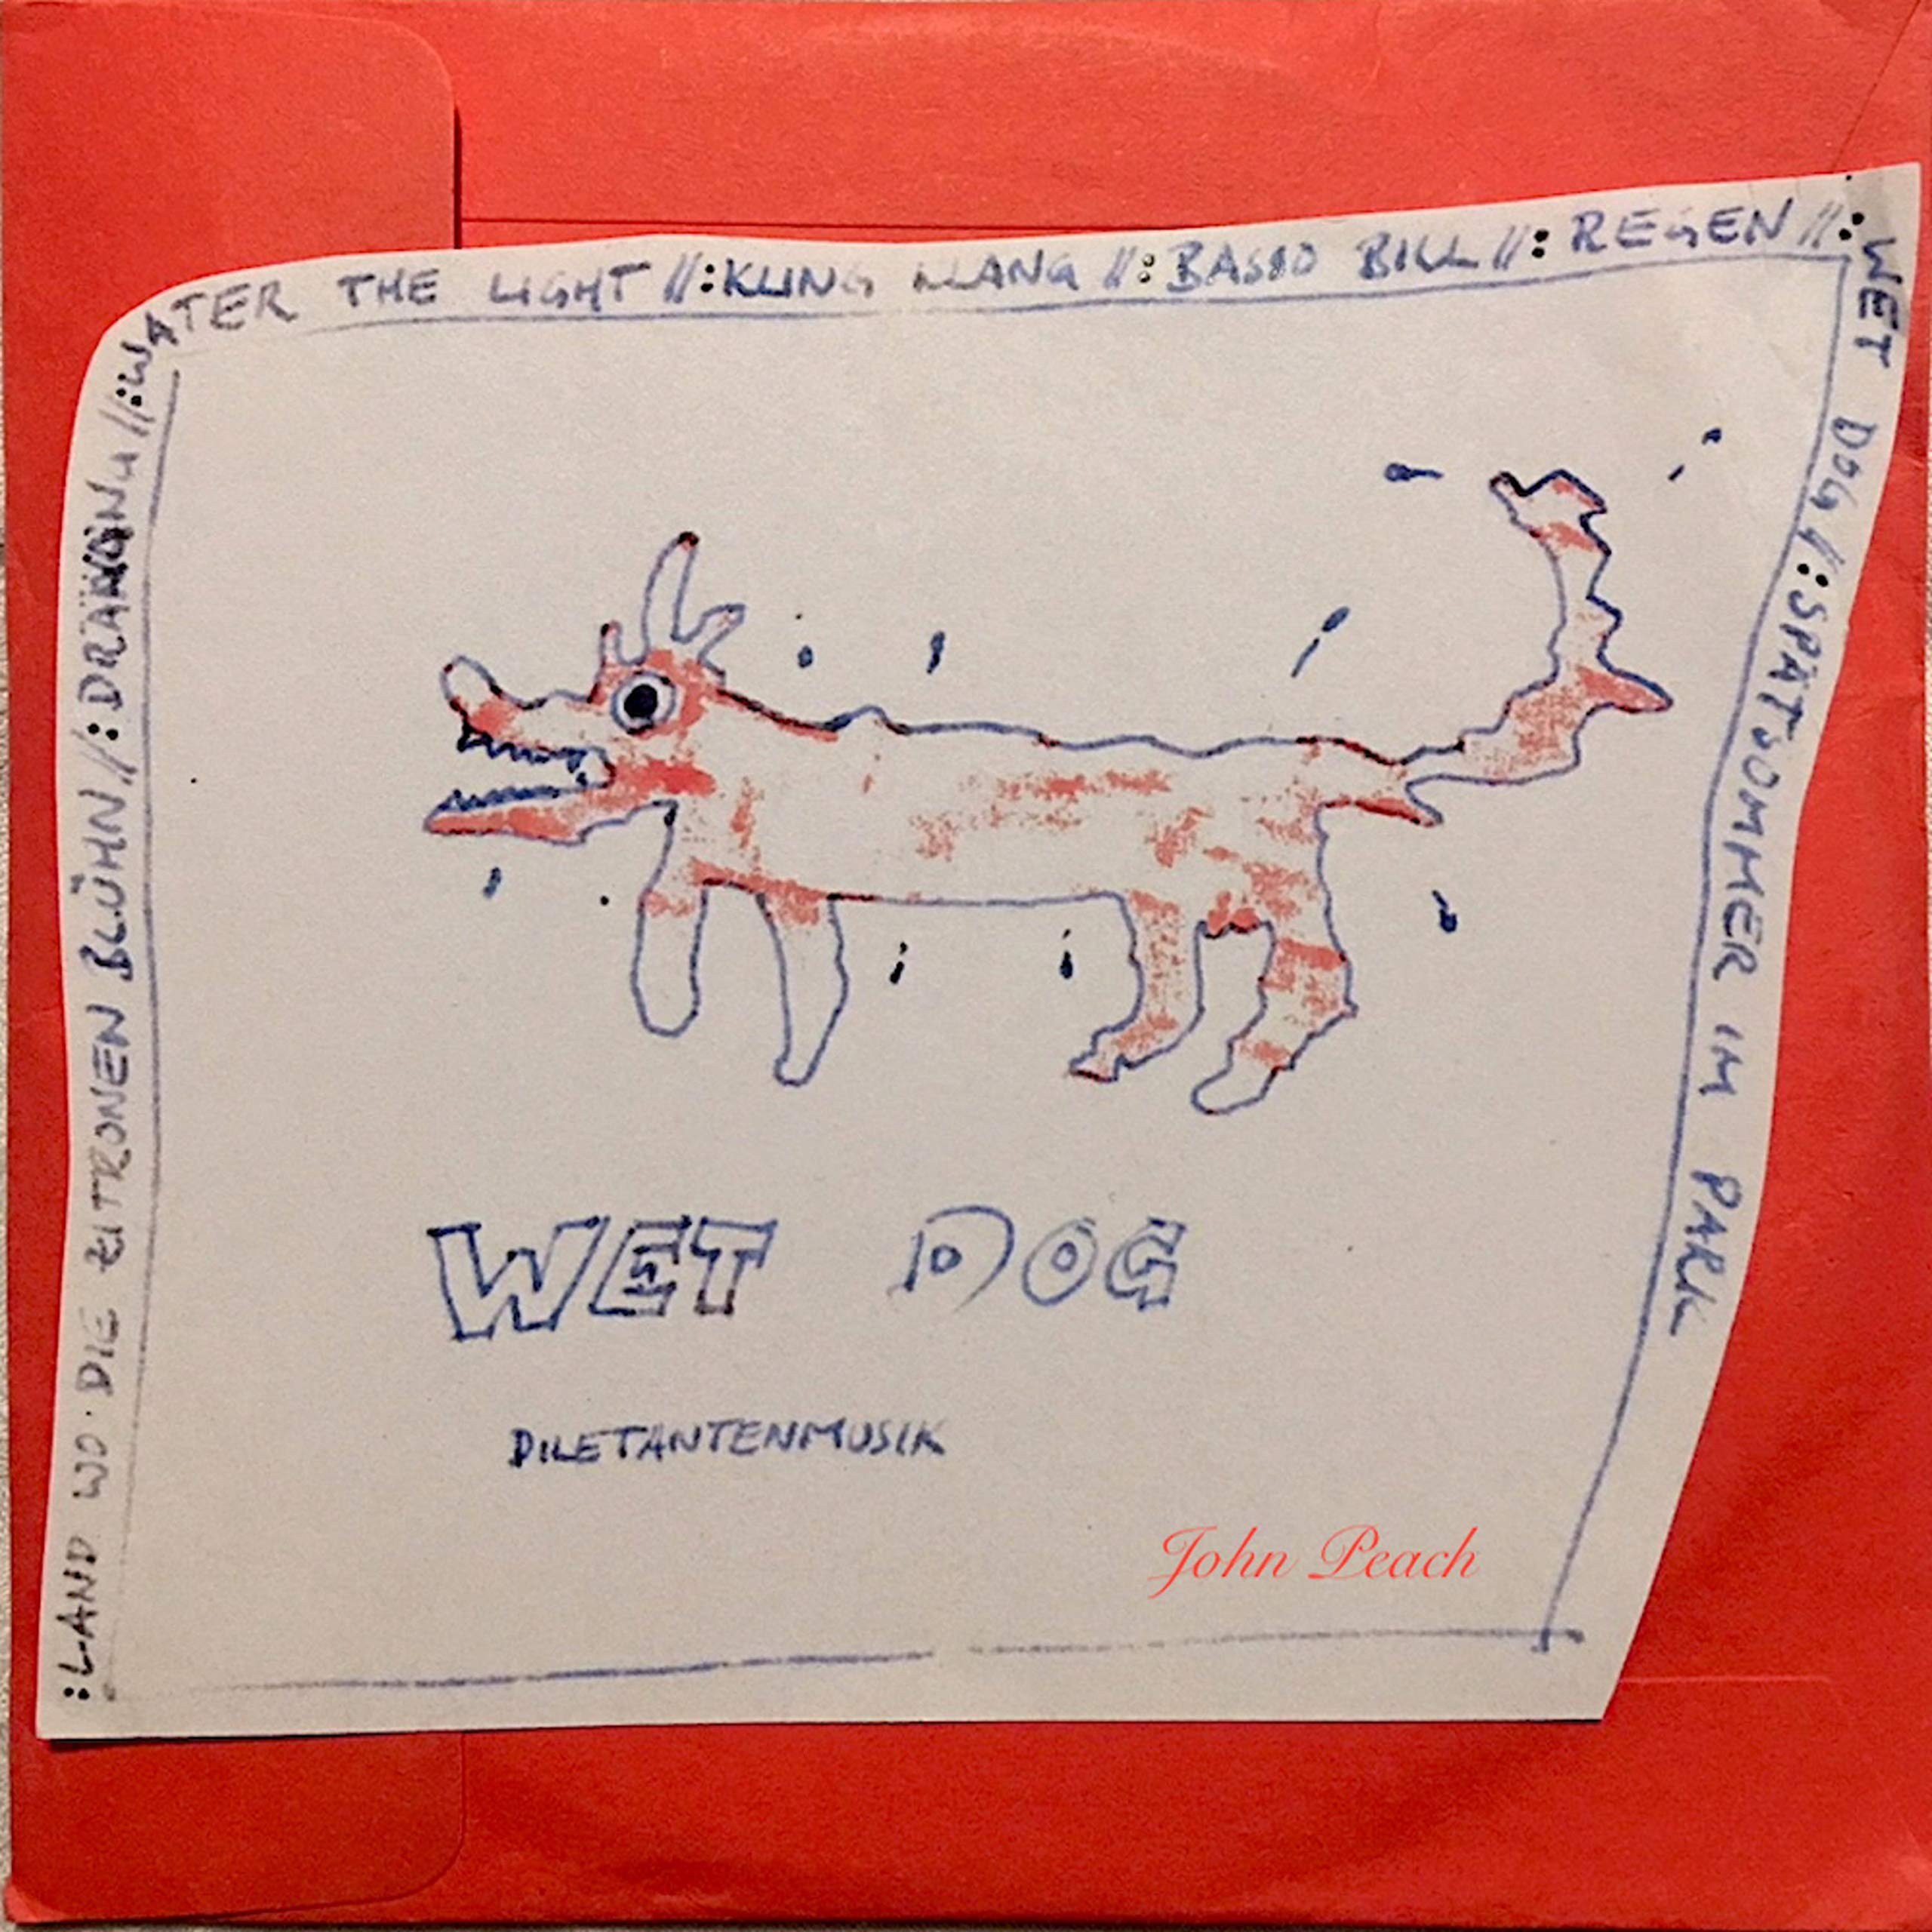 :LAND WO DIE ZITRONEN BLÜHN//:
//:WATER THE LIGHT//:KLING KLANG//:BASSO BILL//:REGEN//:
WET DOG//:SPÄTSOMMER IM PARK
WET DOG
DILETANTENMUSIK
John Peach